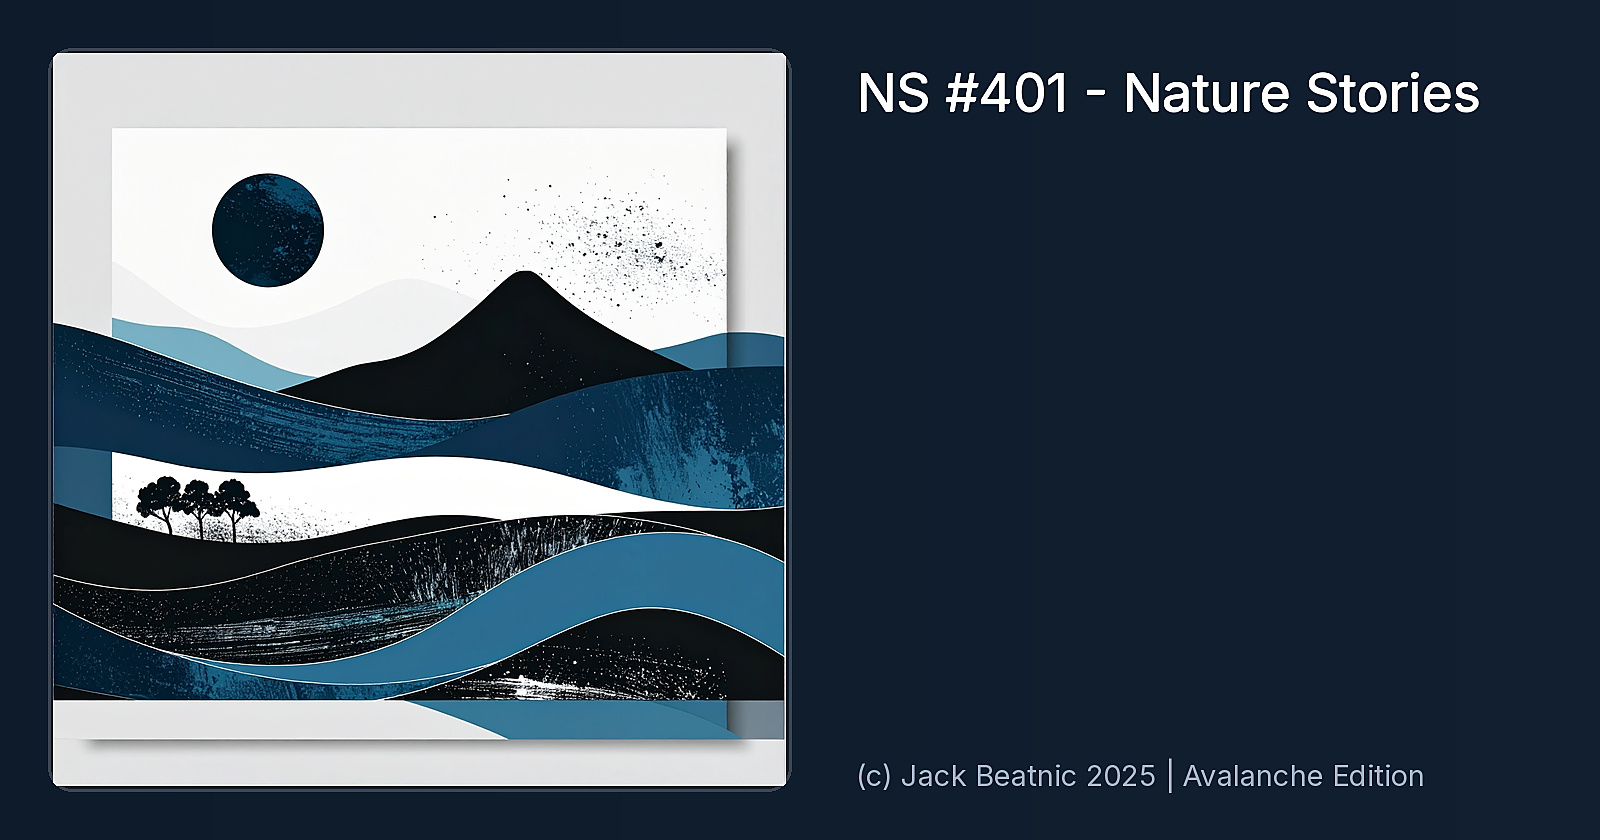 NS #401 - Nature Stories
(c) Jack Beatnic 2025 | Avalanche Edition